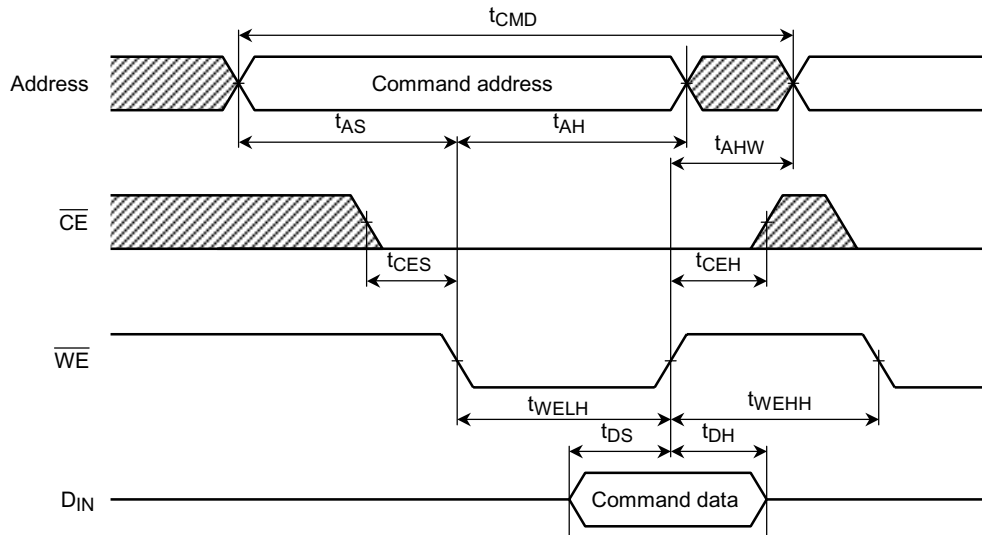 tCMD
Address
Command address
tAS
tAH
tAHW
CE
tCES
tCEH
WE
tWELH
tWEHH
tDS
tDH
DIN
Command data